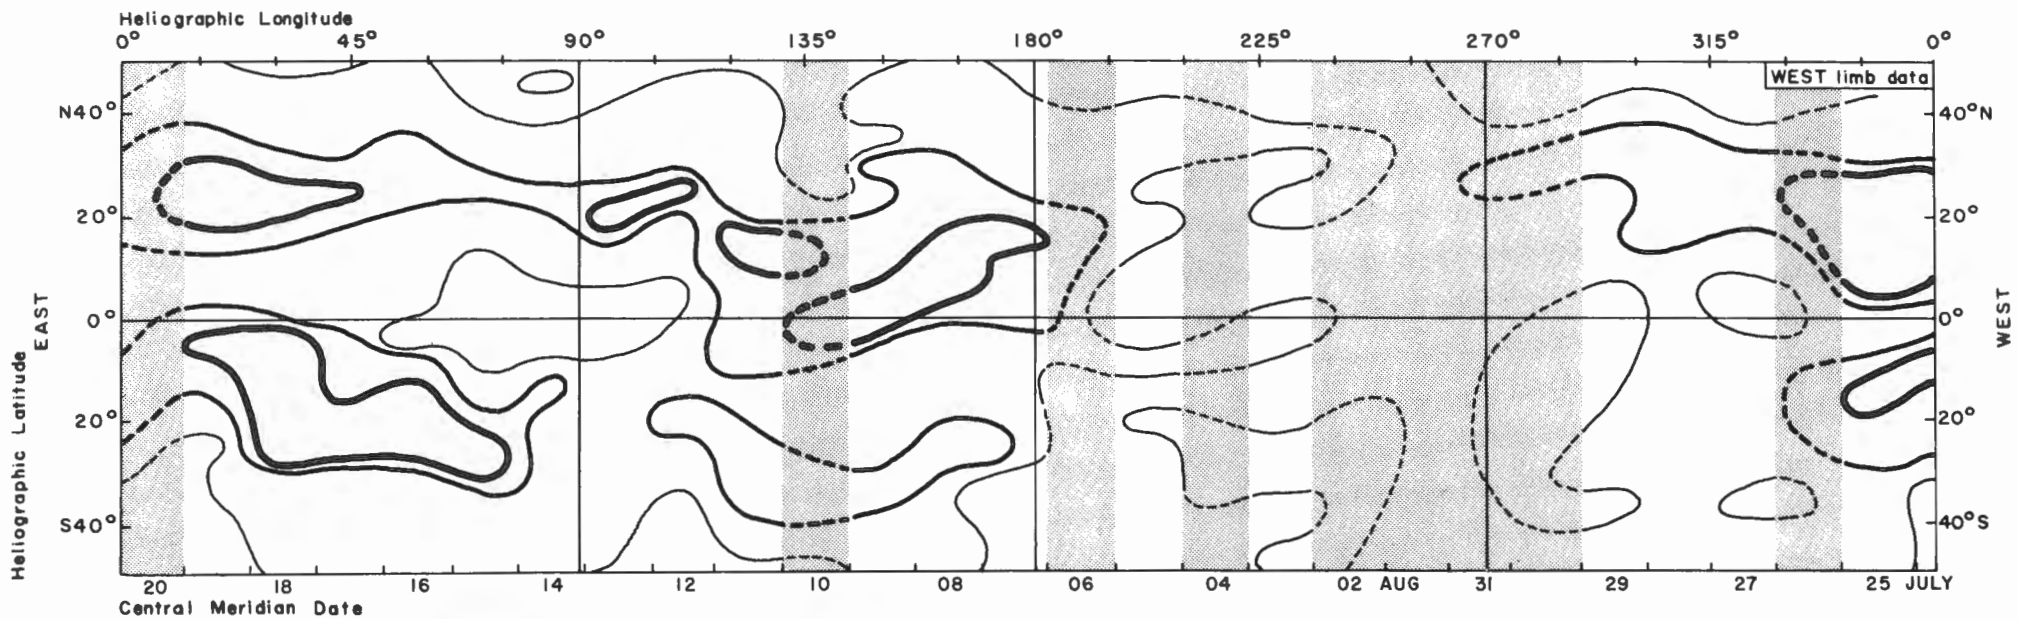 Heliographic Longitude
0° 45° 90° 135° 180° 225° 270° 315° 0°
WEST limb data
N40° 40°N
20° 20°
EAST 0° 0° WEST
Heliographic Latitude
20° 20°
S40° 40°S
20 18 16 14 12 10 08 06 04 02 AUG 31 29 27 25 JULY
Central Meridian Date